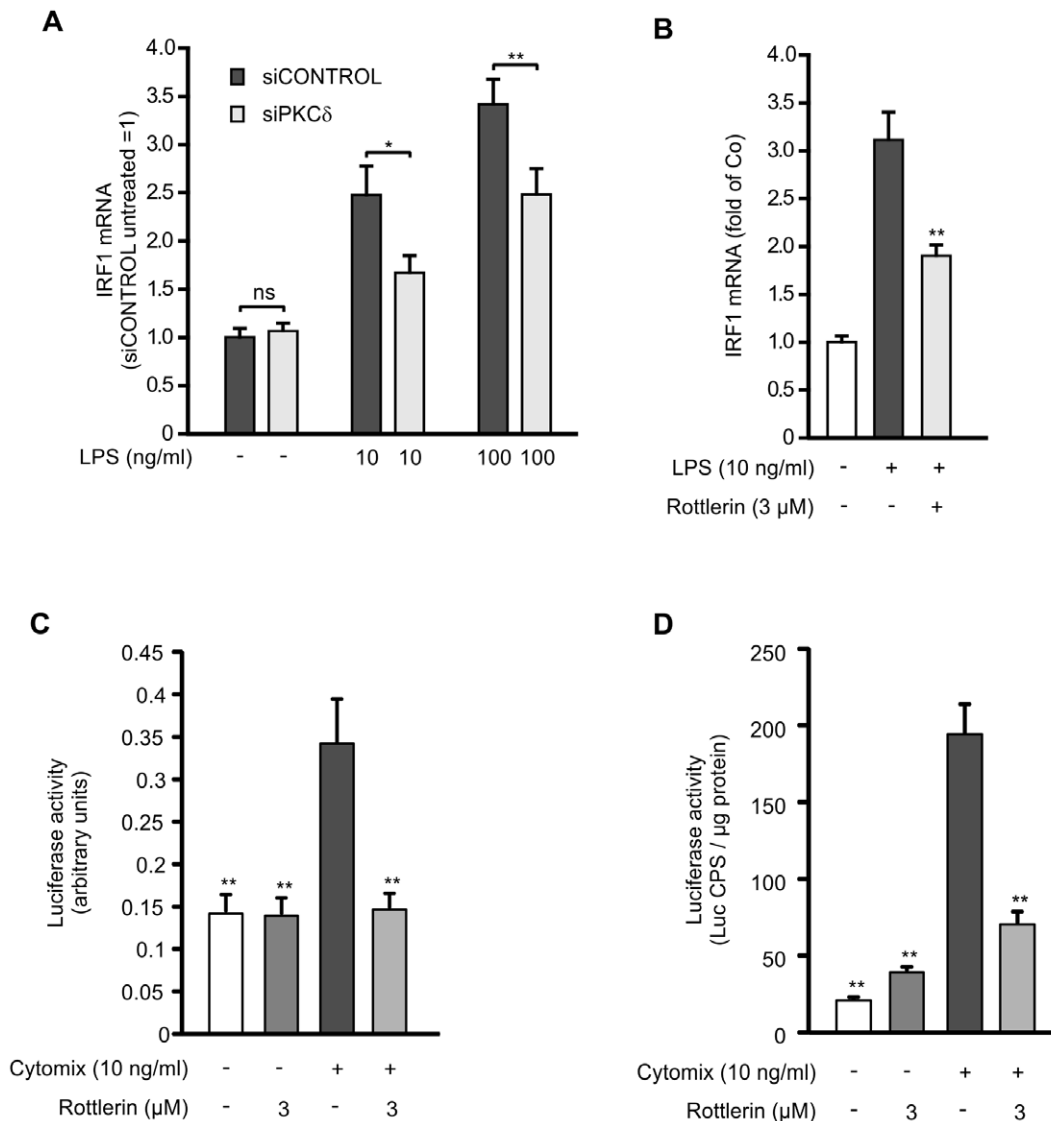 A
IRF1 mRNA
(siCONTROL untreated =1)
4.0
3.5
3.0
2.5
2.0
1.5
1.0
0.5
0
siCONTROL
siPKCδ
ns
*
**
LPS (ng/ml) - - 10 10 100 100
B
IRF1 mRNA (fold of Co)
4.0
3.5
3.0
2.5
2.0
1.5
1.0
0.5
0
**
LPS (10 ng/ml) - + +
Rottlerin (3 µM) - - +
C
Luciferase activity
(arbitrary units)
0.45
0.4
0.35
0.3
0.25
0.2
0.15
0.1
0.05
0
** ** **
Cytomix (10 ng/ml) - - + +
Rottlerin (µM) - 3 - 3
D
Luciferase activity
(Luc CPS / µg protein)
250
200
150
100
50
0
** ** **
Cytomix (10 ng/ml) - - + +
Rottlerin (µM) - 3 - 3